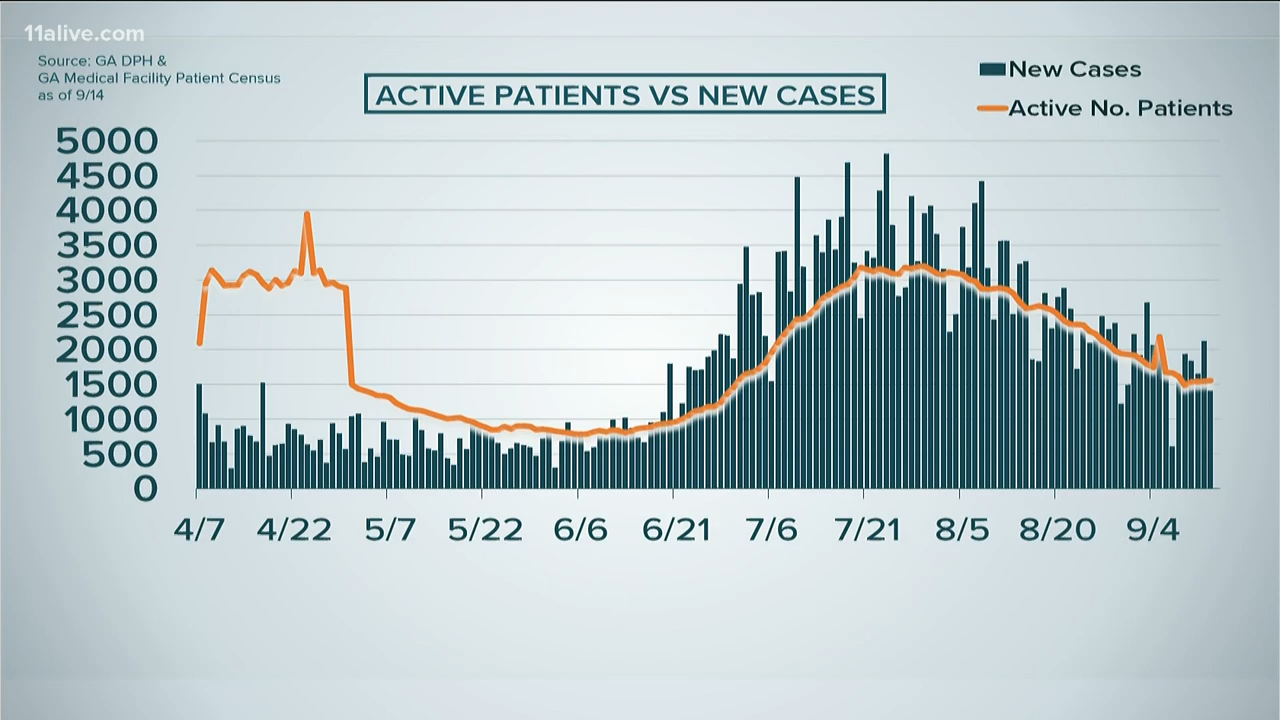 11alive.com
Source: GA DPH &
GA Medical Facility Patient Census
as of 9/14
ACTIVE PATIENTS VS NEW CASES
New Cases
Active No. Patients
5000
4500
4000
3500
3000
2500
2000
1500
1000
500
0
4/7 4/22 5/7 5/22 6/6 6/21 7/6 7/21 8/5 8/20 9/4